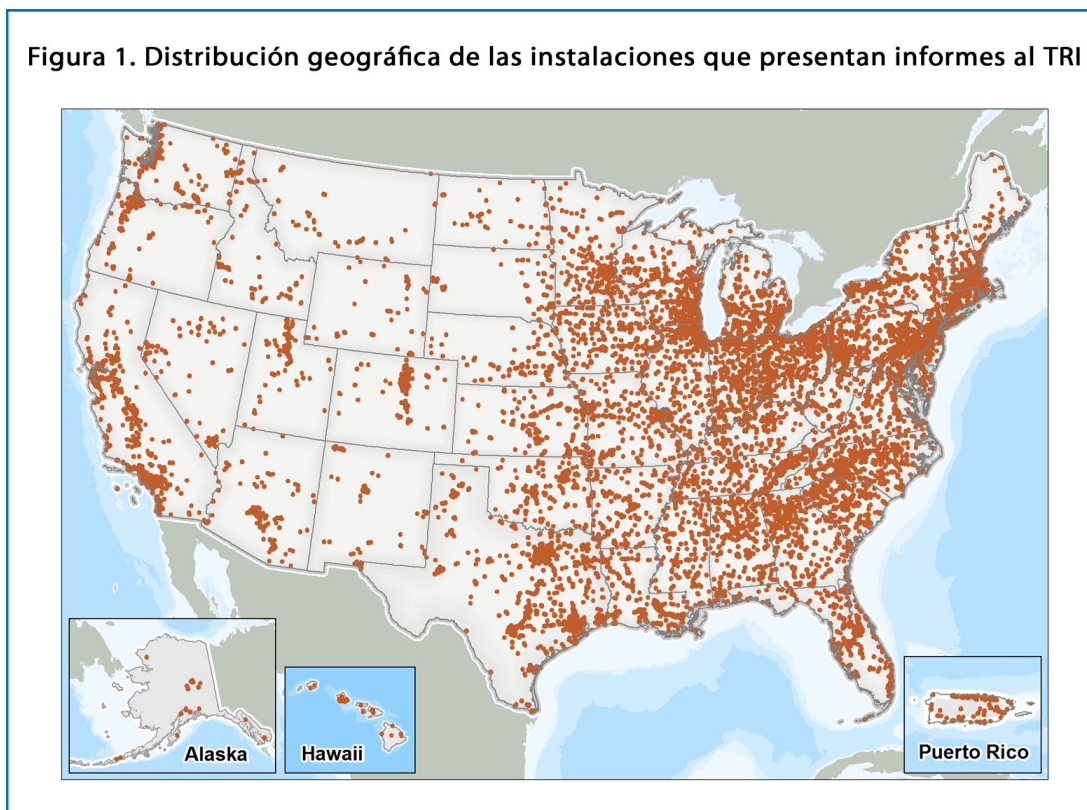 Figura 1. Distribución geográfica de las instalaciones que presentan informes al TRI
Alaska
Hawaii
Puerto Rico